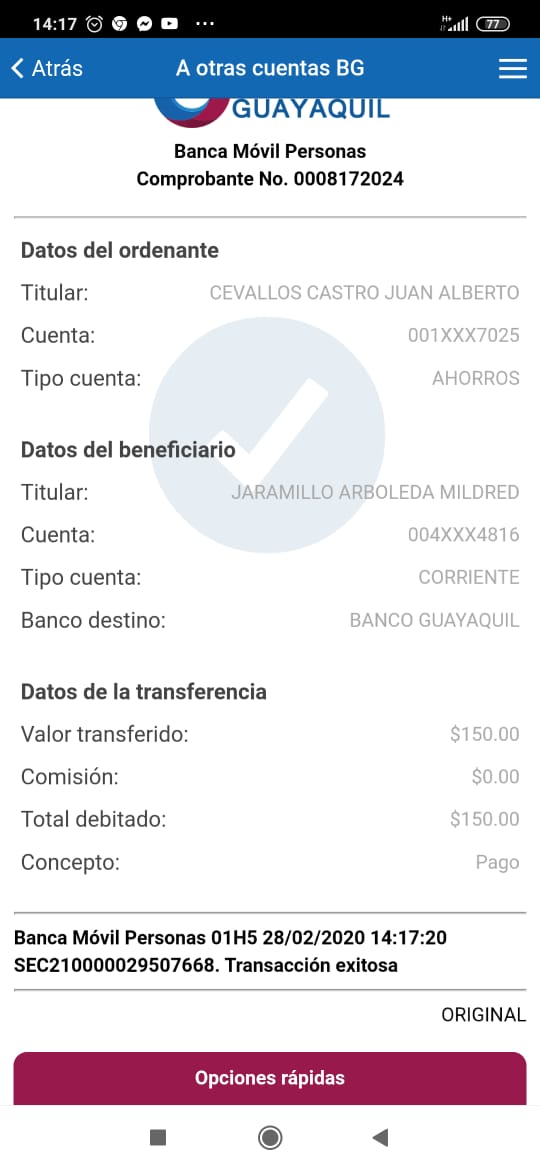 14:17 ... H+ 77
Atrás A otras cuentas BG
GUAYAQUIL
Banca Móvil Personas
Comprobante No. 0008172024
Datos del ordenante
Titular: CEVALLOS CASTRO JUAN ALBERTO
Cuenta: 001XXX7025
Tipo cuenta: AHORROS
Datos del beneficiario
Titular: JARAMILLO ARBOLEDA MILDRED
Cuenta: 004XXX4816
Tipo cuenta: CORRIENTE
Banco destino: BANCO GUAYAQUIL
Datos de la transferencia
Valor transferido: $150.00
Comisión: $0.00
Total debitado: $150.00
Concepto: Pago
Banca Móvil Personas 01H5 28/02/2020 14:17:20
SEC210000029507668. Transacción exitosa
ORIGINAL
Opciones rápidas